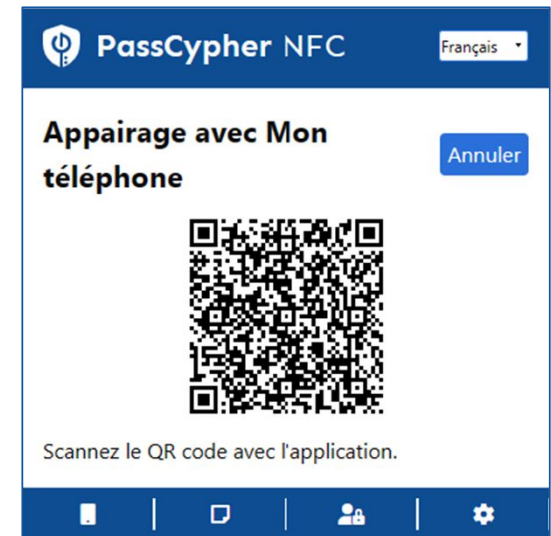 PassCypher NFC
Français
Appairage avec Mon
téléphone
Annuler
Scannez le QR code avec l'application.